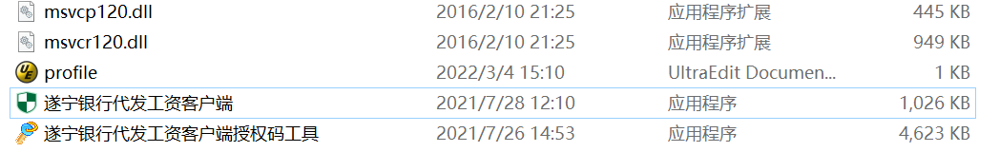 msvcp120.dll 2016/2/10 21:25 应用程序扩展 445 KB
msvcr120.dll 2016/2/10 21:25 应用程序扩展 949 KB
UE profile 2022/3/4 15:10 UltraEdit Documen... 1 KB
遂宁银行代发工资客户端 2021/7/28 12:10 应用程序 1,026 KB
遂宁银行代发工资客户端授权码工具 2021/7/26 14:53 应用程序 4,623 KB